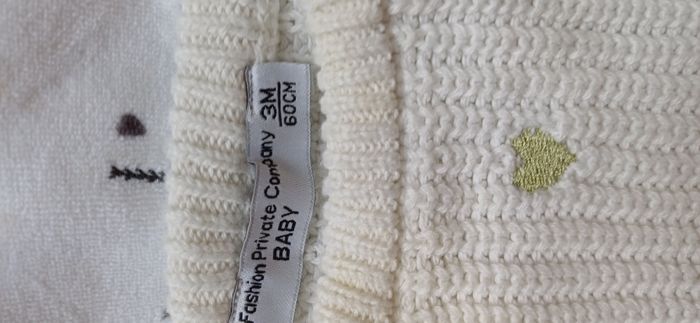 Fashion Private Company
BABY
3M
60CM